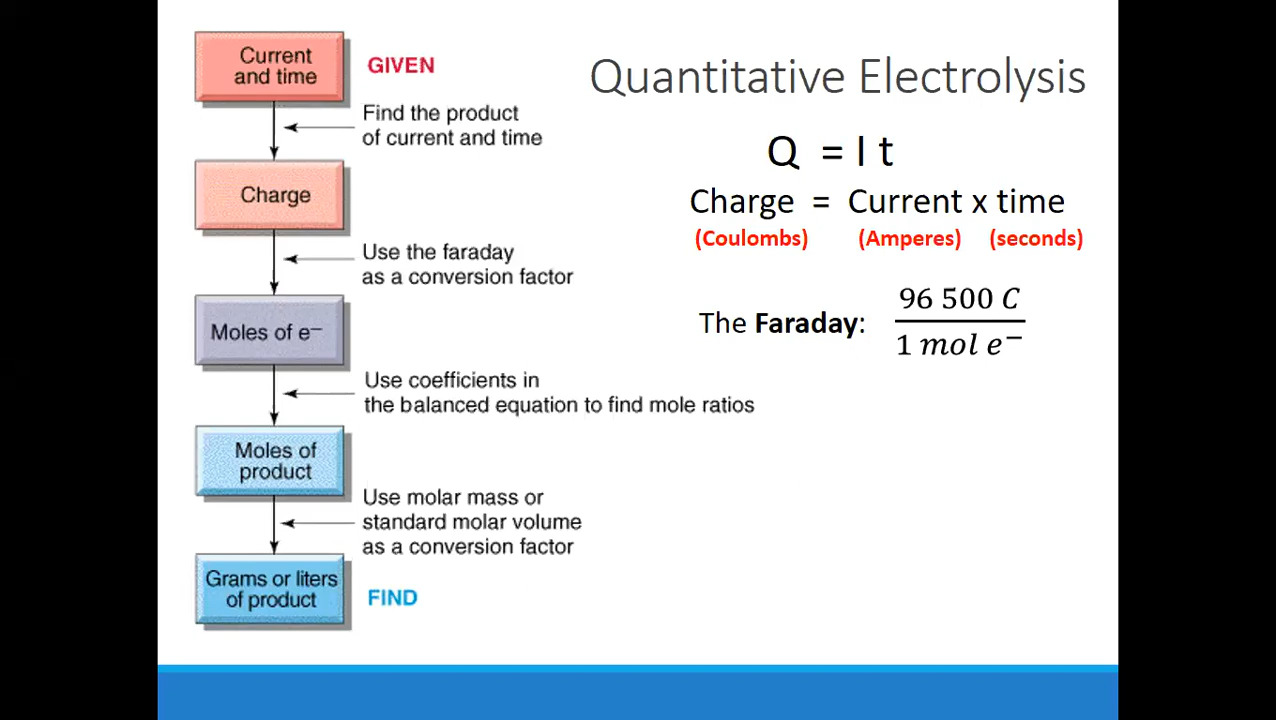 Quantitative Electrolysis
Current
and time
GIVEN
Find the product
of current and time
Charge
Use the faraday
as a conversion factor
Moles of e⁻
Use coefficients in
the balanced equation to find mole ratios
Moles of
product
Use molar mass or
standard molar volume
as a conversion factor
Grams or liters
of product
FIND
Q = I t
Charge = Current x time
(Coulombs) (Amperes) (seconds)
The Faraday:
96 500 C
1 mol e⁻